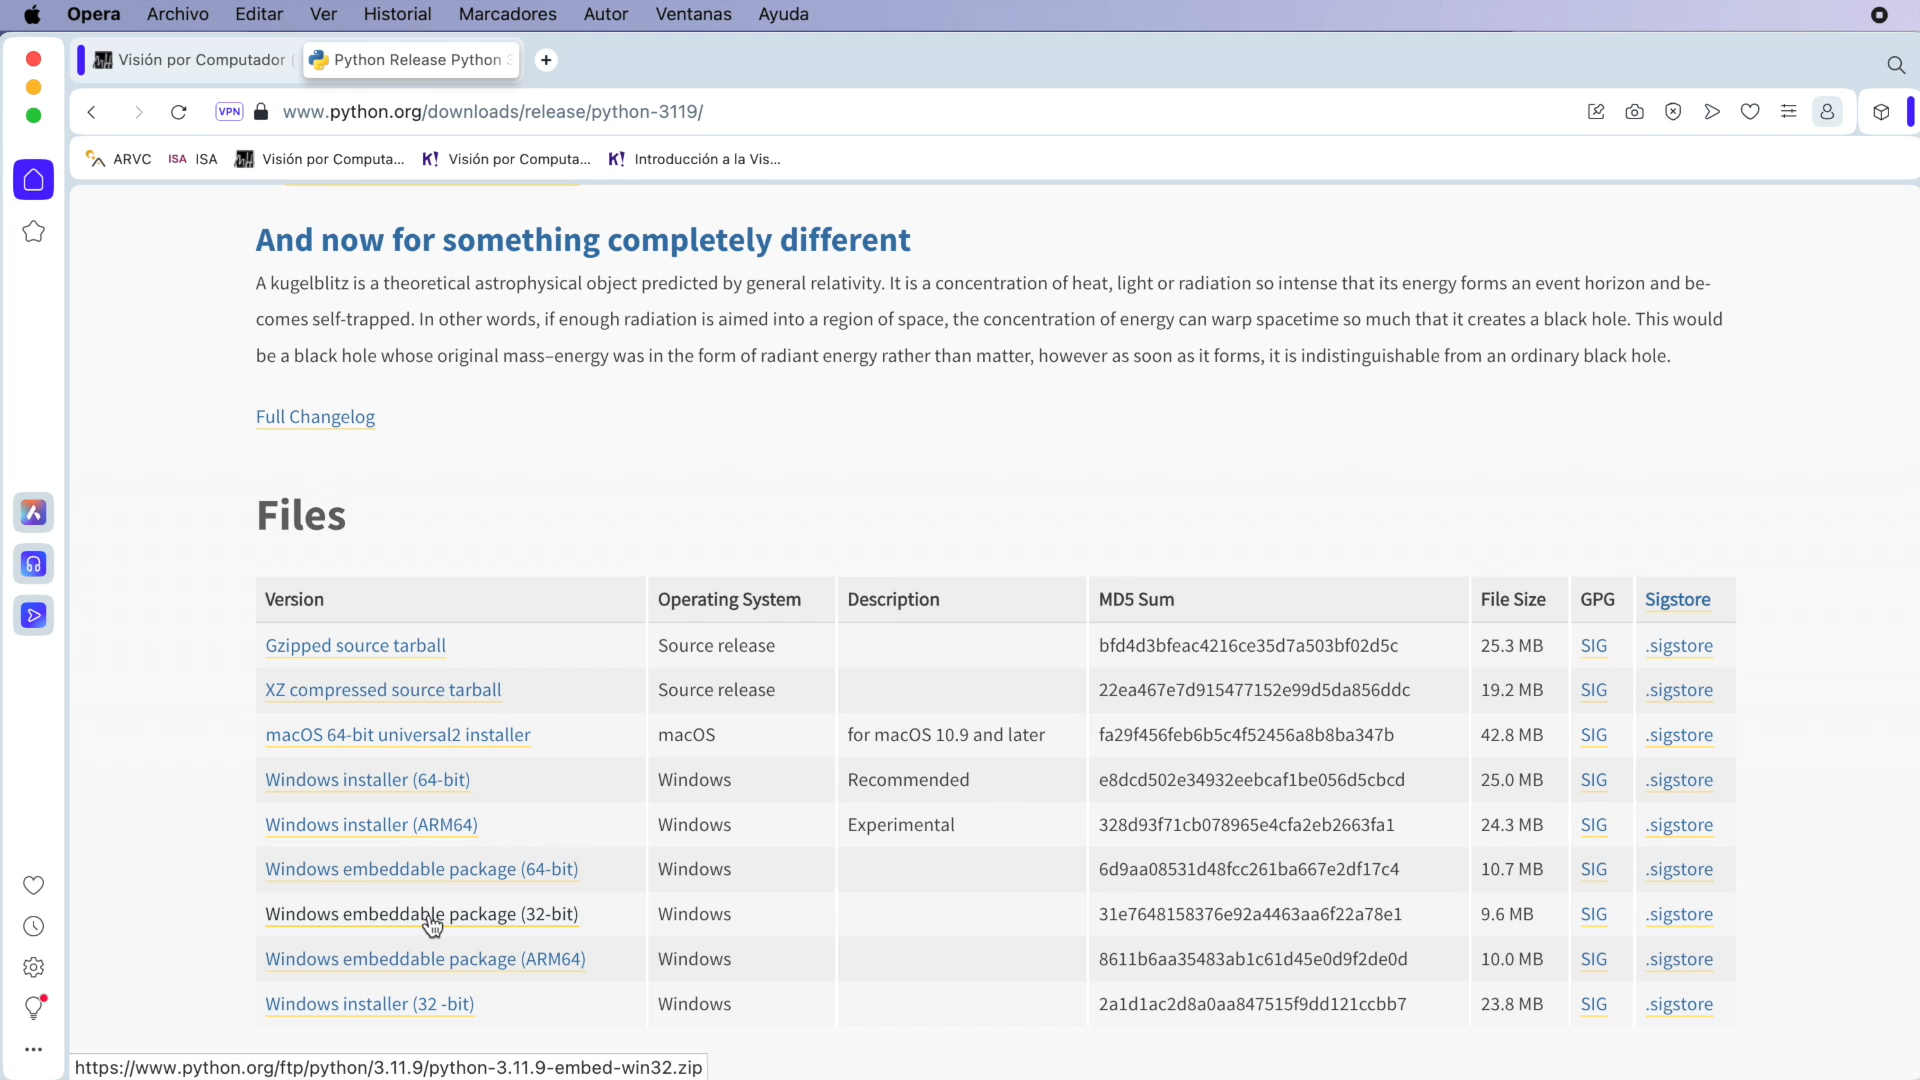 Opera Archivo Editar Ver Historial Marcadores Autor Ventanas Ayuda
Visión por Computador Python Release Python 3
VPN www.python.org/downloads/release/python-3119/
ARVC ISA ISA Visión por Computa... K! Visión por Computa... K! Introducción a la Vis...
And now for something completely different
A kugelblitz is a theoretical astrophysical object predicted by general relativity. It is a concentration of heat, light or radiation so intense that its energy forms an event horizon and be-
comes self-trapped. In other words, if enough radiation is aimed into a region of space, the concentration of energy can warp spacetime so much that it creates a black hole. This would
be a black hole whose original mass–energy was in the form of radiant energy rather than matter, however as soon as it forms, it is indistinguishable from an ordinary black hole.
Full Changelog
Files
Version Operating System Description MD5 Sum File Size GPG Sigstore
Gzipped source tarball Source release bfd4d3bfeac4216ce35d7a503bf02d5c 25.3 MB SIG .sigstore
XZ compressed source tarball Source release 22ea467e7d915477152e99d5da856ddc 19.2 MB SIG .sigstore
macOS 64-bit universal2 installer macOS for macOS 10.9 and later fa29f456feb6b5c4f52456a8b8ba347b 42.8 MB SIG .sigstore
Windows installer (64-bit) Windows Recommended e8dcd502e34932eebcaf1be056d5cbcd 25.0 MB SIG .sigstore
Windows installer (ARM64) Windows Experimental 328d93f71cb078965e4cfa2eb2663fa1 24.3 MB SIG .sigstore
Windows embeddable package (64-bit) Windows 6d9aa08531d48fcc261ba667e2df17c4 10.7 MB SIG .sigstore
Windows embeddable package (32-bit) Windows 31e7648158376e92a4463aa6f22a78e1 9.6 MB SIG .sigstore
Windows embeddable package (ARM64) Windows 8611b6aa35483ab1c61d45e0d9f2de0d 10.0 MB SIG .sigstore
Windows installer (32 -bit) Windows 2a1d1ac2d8a0aa847515f9dd121ccbb7 23.8 MB SIG .sigstore
https://www.python.org/ftp/python/3.11.9/python-3.11.9-embed-win32.zip